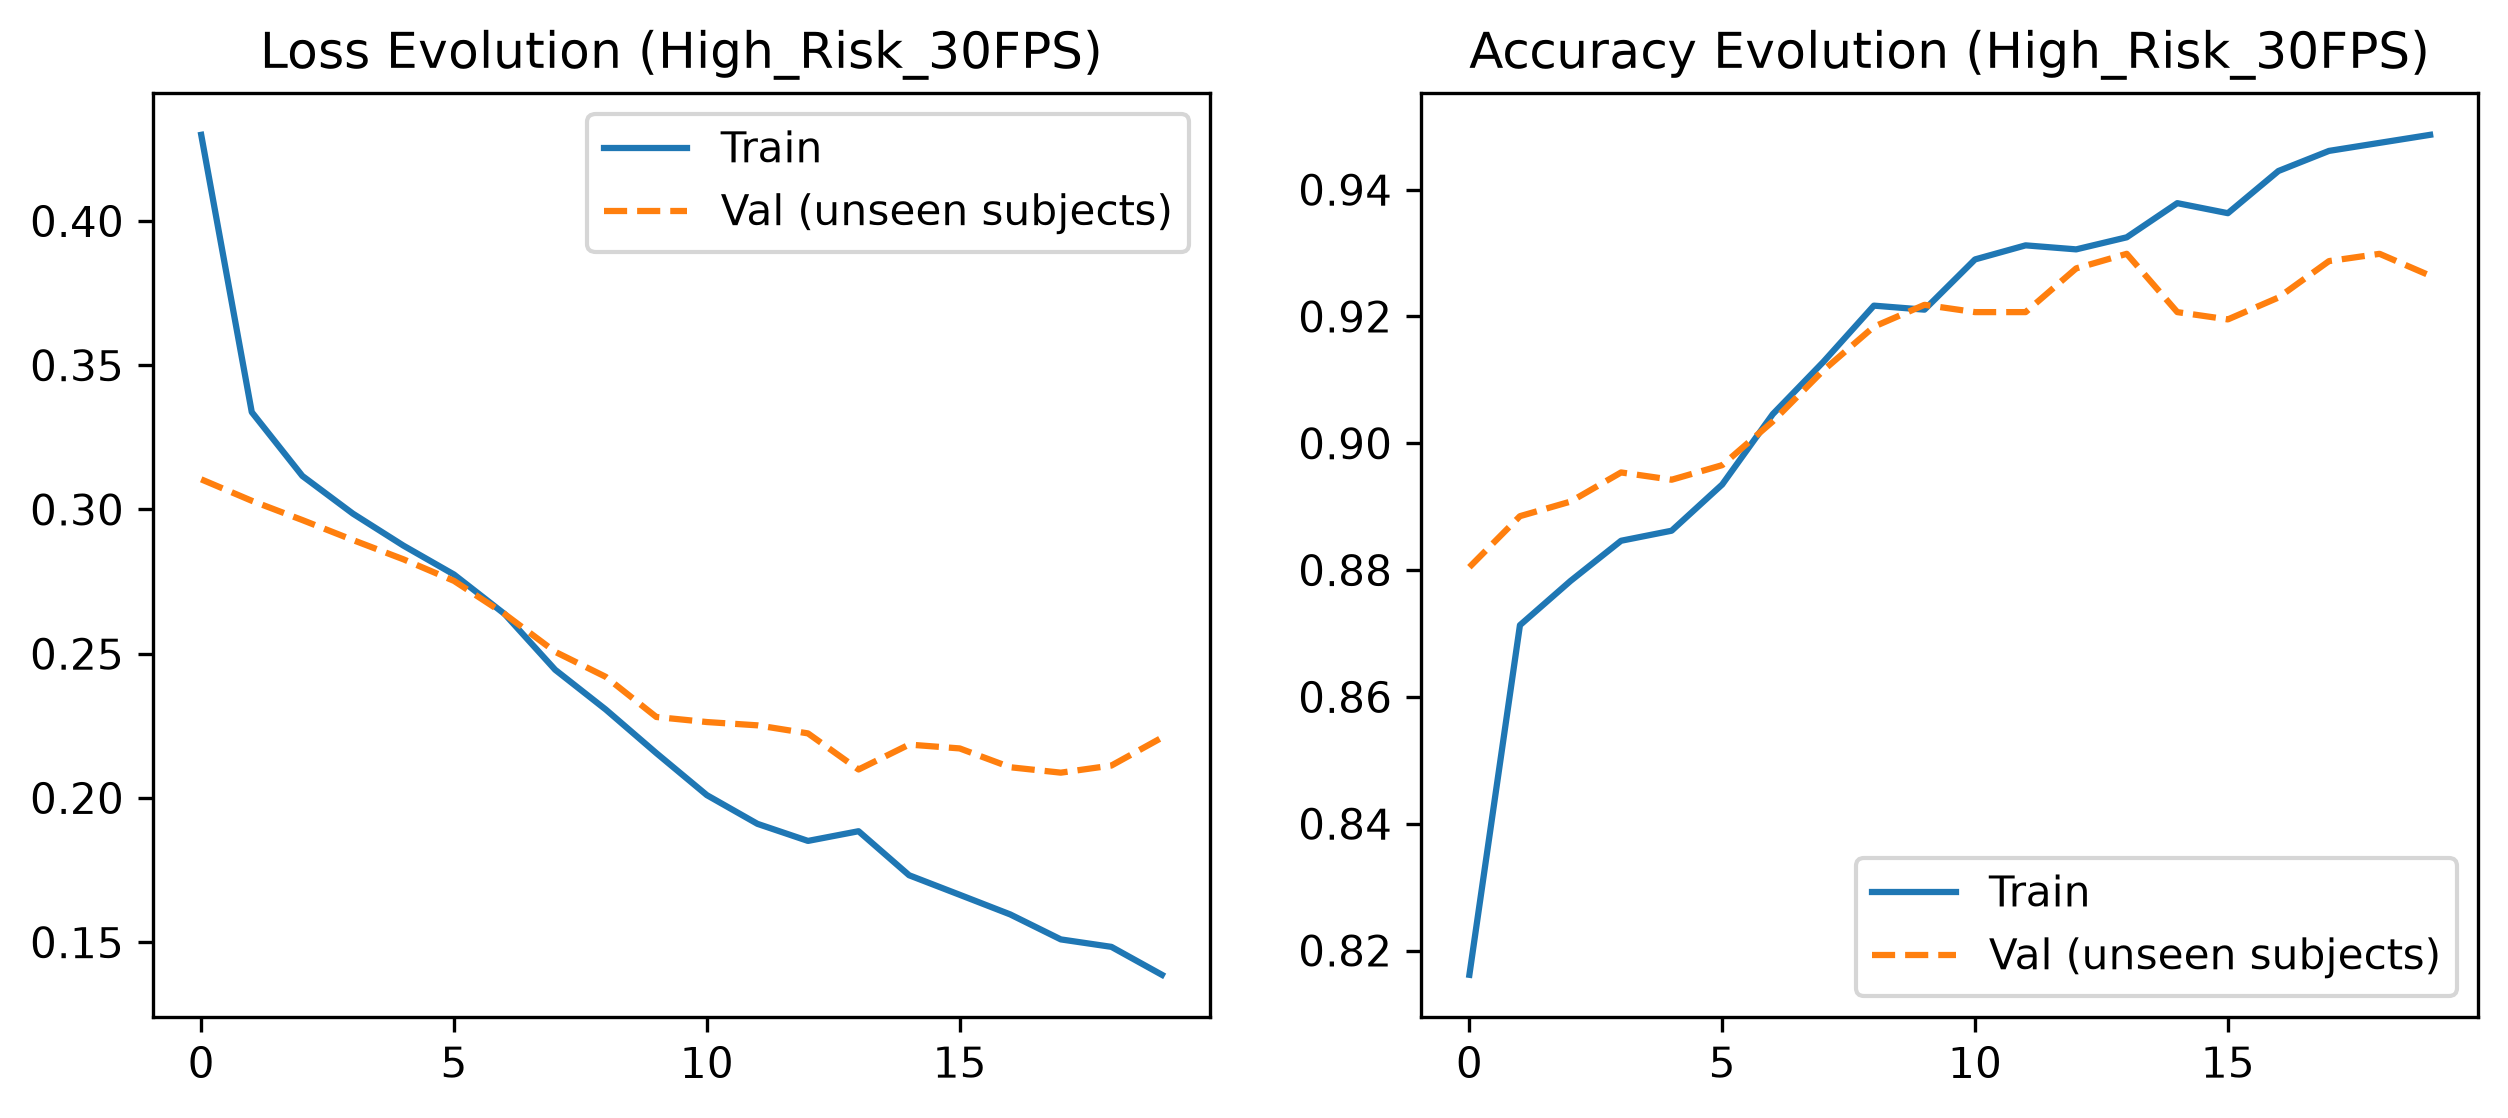 Loss Evolution (High_Risk_30FPS)
Train
Val (unseen subjects)
0.40
0.35
0.30
0.25
0.20
0.15
0 5 10 15
Accuracy Evolution (High_Risk_30FPS)
0.94
0.92
0.90
0.88
0.86
0.84
0.82
Train
Val (unseen subjects)
0 5 10 15